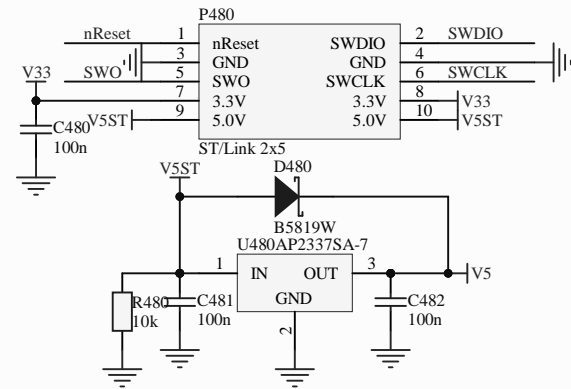 P480
nReset 1 nReset SWDIO 2 SWDIO
3 GND GND 4
SWO 5 SWO SWCLK 6 SWCLK
V33 7 3.3V 3.3V 8 V33
V5ST 9 5.0V 5.0V 10 V5ST
C480
100n
ST/Link 2x5
V5ST
D480
B5819W
U480AP2337SA-7
1 IN OUT 3 V5
GND
2
R480
10k
C481
100n
C482
100n